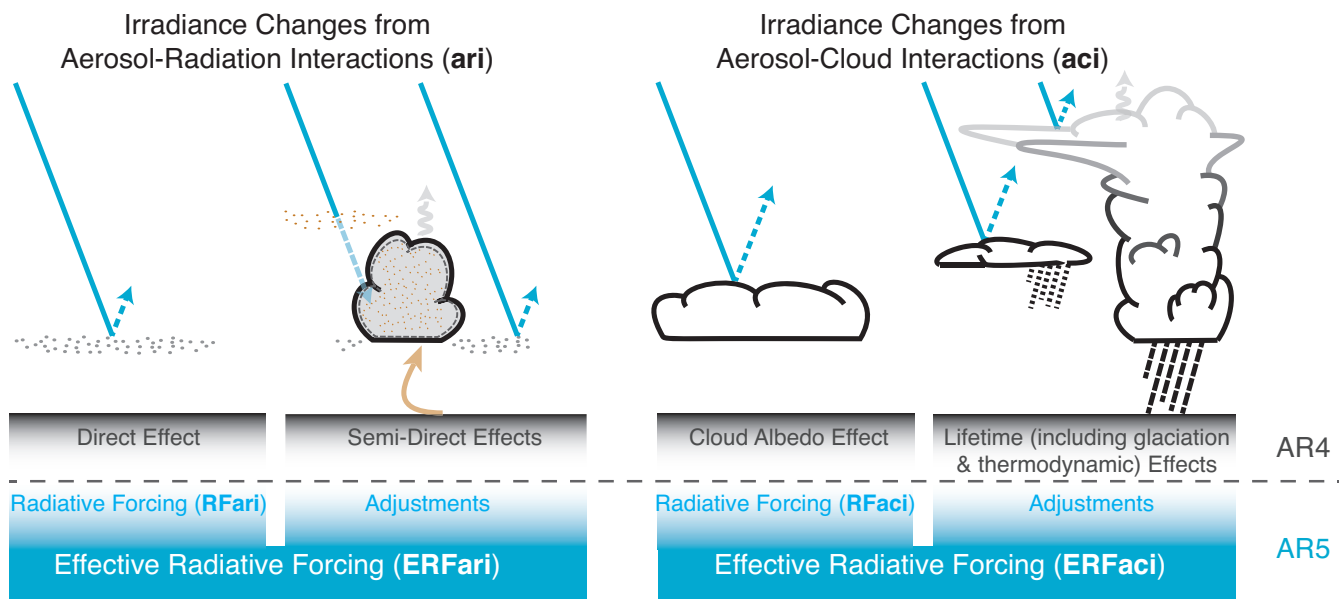 Irradiance Changes from
Aerosol-Radiation Interactions (ari)
Irradiance Changes from
Aerosol-Cloud Interactions (aci)
Direct Effect
Semi-Direct Effects
Cloud Albedo Effect
Lifetime (including glaciation
& thermodynamic) Effects
AR4
Radiative Forcing (RFari)
Adjustments
Radiative Forcing (RFaci)
Adjustments
Effective Radiative Forcing (ERFari)
Effective Radiative Forcing (ERFaci)
AR5